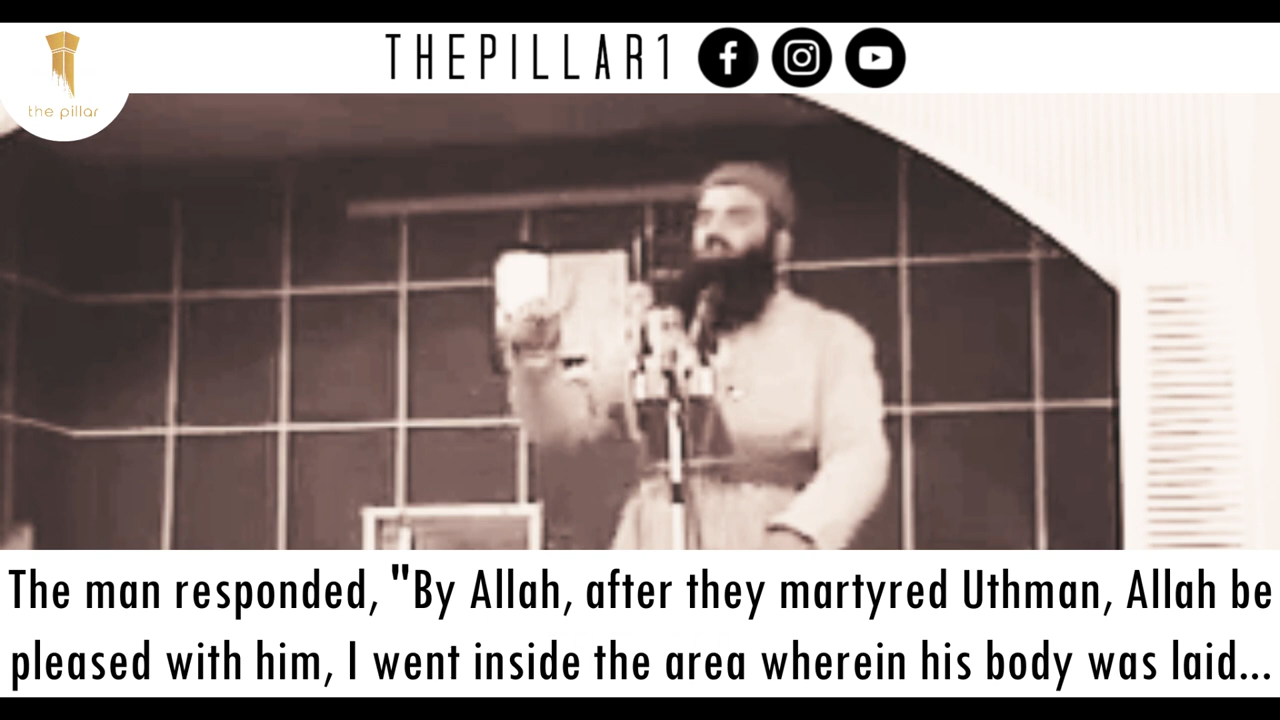 THEPILLAR1
the pillar
The man responded, "By Allah, after they martyred Uthman, Allah be
pleased with him, I went inside the area wherein his body was laid...